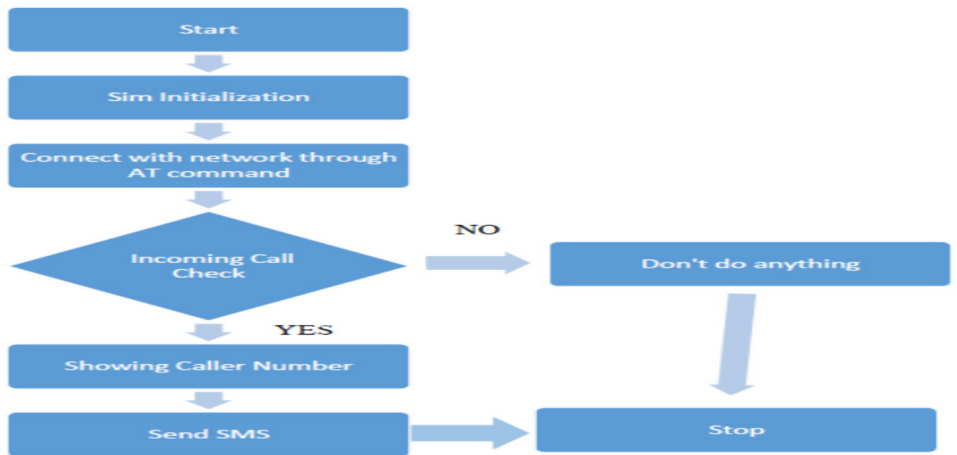 Start
Sim Initialization
Connect with network through
AT command
Incoming Call
Check
NO
Don't do anything
YES
Showing Caller Number
Send SMS
Stop